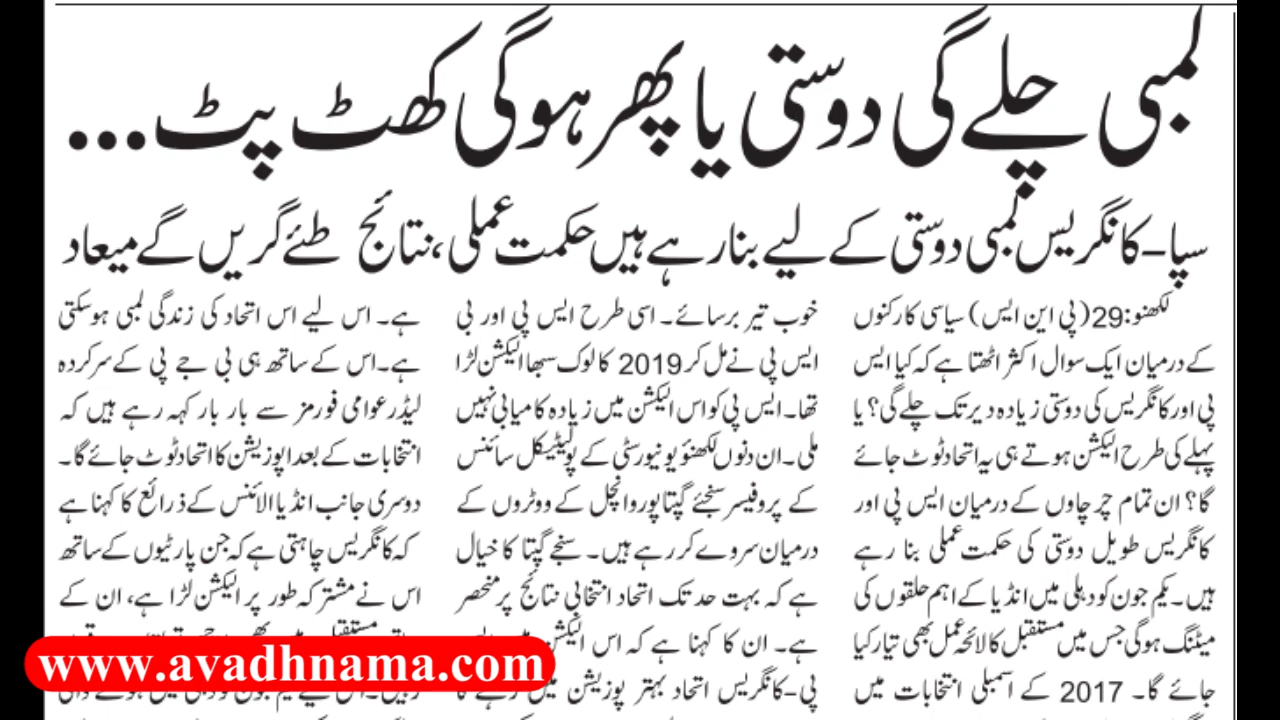 لمبی چلے گی دوستی یا پھر ہوگی کھٹ پٹ...
سپا-کانگریس لمبی دوستی کے لیے بنا رہے ہیں حکمت عملی، نتائج طئے گریں گے میعاد
لکھنو:29(پی این ایس) سیاسی کارکنوں
کے درمیان ایک سوال اکثر اٹھتا ہے کہ کیا ایس
پی اور کانگریس کی دوستی زیادہ دیر تک چلے گی؟ یا
پہلے کی طرح الیکشن ہوتے ہی یہ اتحاد ٹوٹ جائے
گا؟ ان تمام چرچاوں کے درمیان ایس پی اور
کانگریس طویل دوستی کی حکمت عملی بنا رہے
ہیں۔ یکم جون کو دہلی میں انڈیا کے اہم حلقوں کی
میٹنگ ہوگی جس میں مستقبل کا لائحہ عمل بھی تیار کیا
جائے گا۔ 2017 کے اسمبلی انتخابات میں
خوب تیر برسائے۔ اسی طرح ایس پی اور بی
ایس پی نے مل کر 2019 کا لوک سبھا الیکشن لڑا
تھا۔ ایس پی کو اس الیکشن میں زیادہ کامیابی نہیں
ملی۔ ان دنوں لکھنؤ یونیورسٹی کے پولیٹیکل سائنس
کے پروفیسر سنجئے گپتا پوروانچل کے ووٹروں کے
درمیان سروے کر رہے ہیں۔ سنجے گپتا کا خیال
ہے کہ بہت حد تک اتحاد انتخابی نتائج پر منحصر
ہے۔ ان کا کہنا ہے کہ اس
پی-کانگریس اتحاد بہتر پوزیشن
ہے۔ اس لیے اس اتحاد کی زندگی لمبی ہوسکتی
ہے۔ اس کے ساتھ ہی بی جے پی کے سرکردہ
لیڈر عوامی فورمز سے بار بار کہہ رہے ہیں کہ
انتخابات کے بعد اپوزیشن کا اتحاد ٹوٹ جائے گا۔
دوسری جانب انڈیا الائنس کے ذرائع کا کہنا ہے
کہ کانگریس چاہتی ہے کہ جن پارٹیوں کے ساتھ
اس نے مشترکہ طور پر الیکشن لڑا ہے، ان کے
www.avadhnama.com